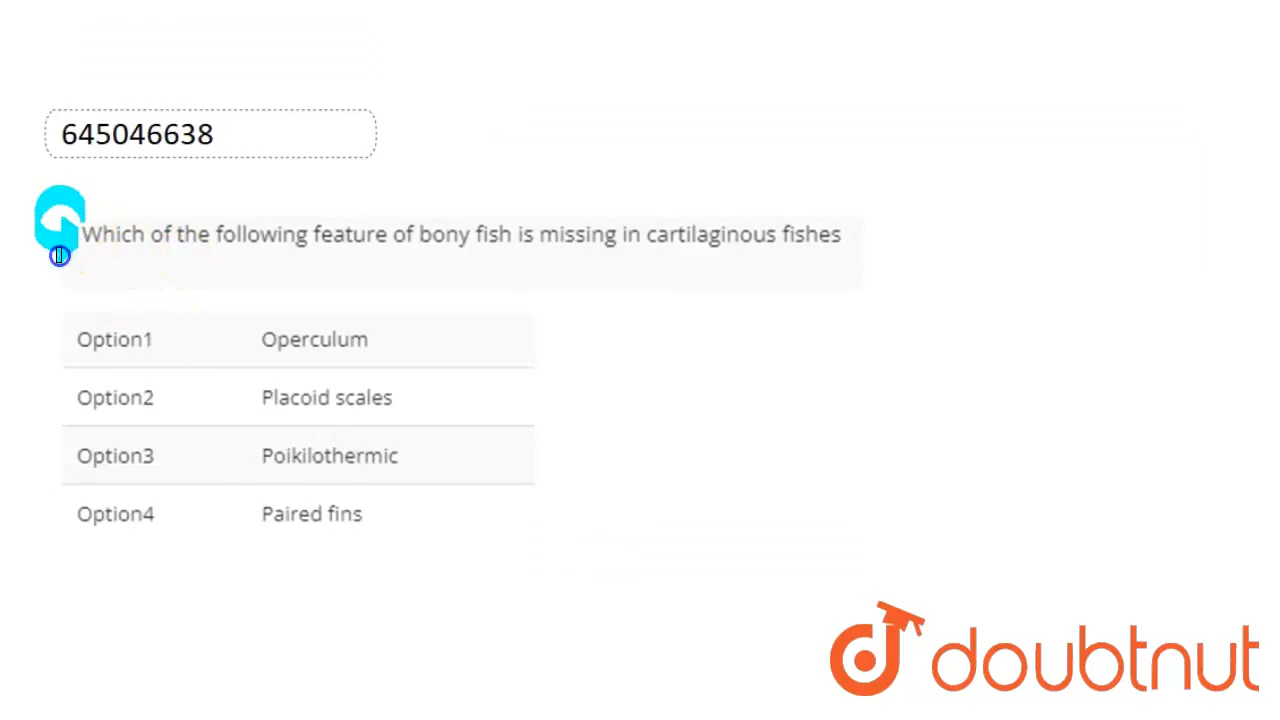 645046638
Which of the following feature of bony fish is missing in cartilaginous fishes
Option1 Operculum
Option2 Placoid scales
Option3 Poikilothermic
Option4 Paired fins
doubtnut